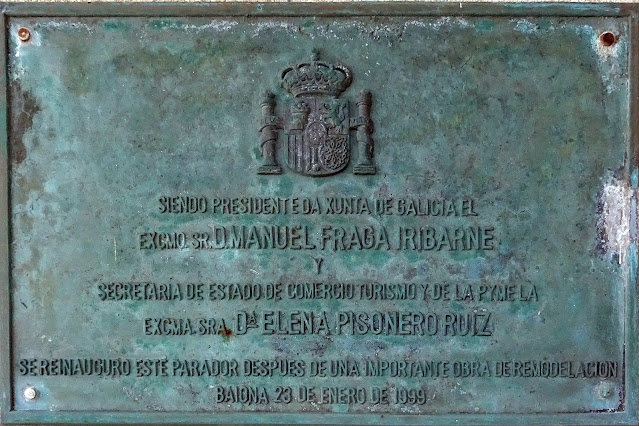 SIENDO PRESIDENTE DA XUNTA DE GALICIA EL
EXCMO. SR. D. MANUEL FRAGA IRIBARNE
Y
SECRETARIA DE ESTADO DE COMERCIO TURISMO Y DE LA PYME LA
EXCMA. SRA. Dª ELENA PISONERO RUIZ
SE REINAUGURO ESTE PARADOR DESPUES DE UNA IMPORTANTE OBRA DE REMODELACION
BAIONA 23 DE ENERO DE 1999